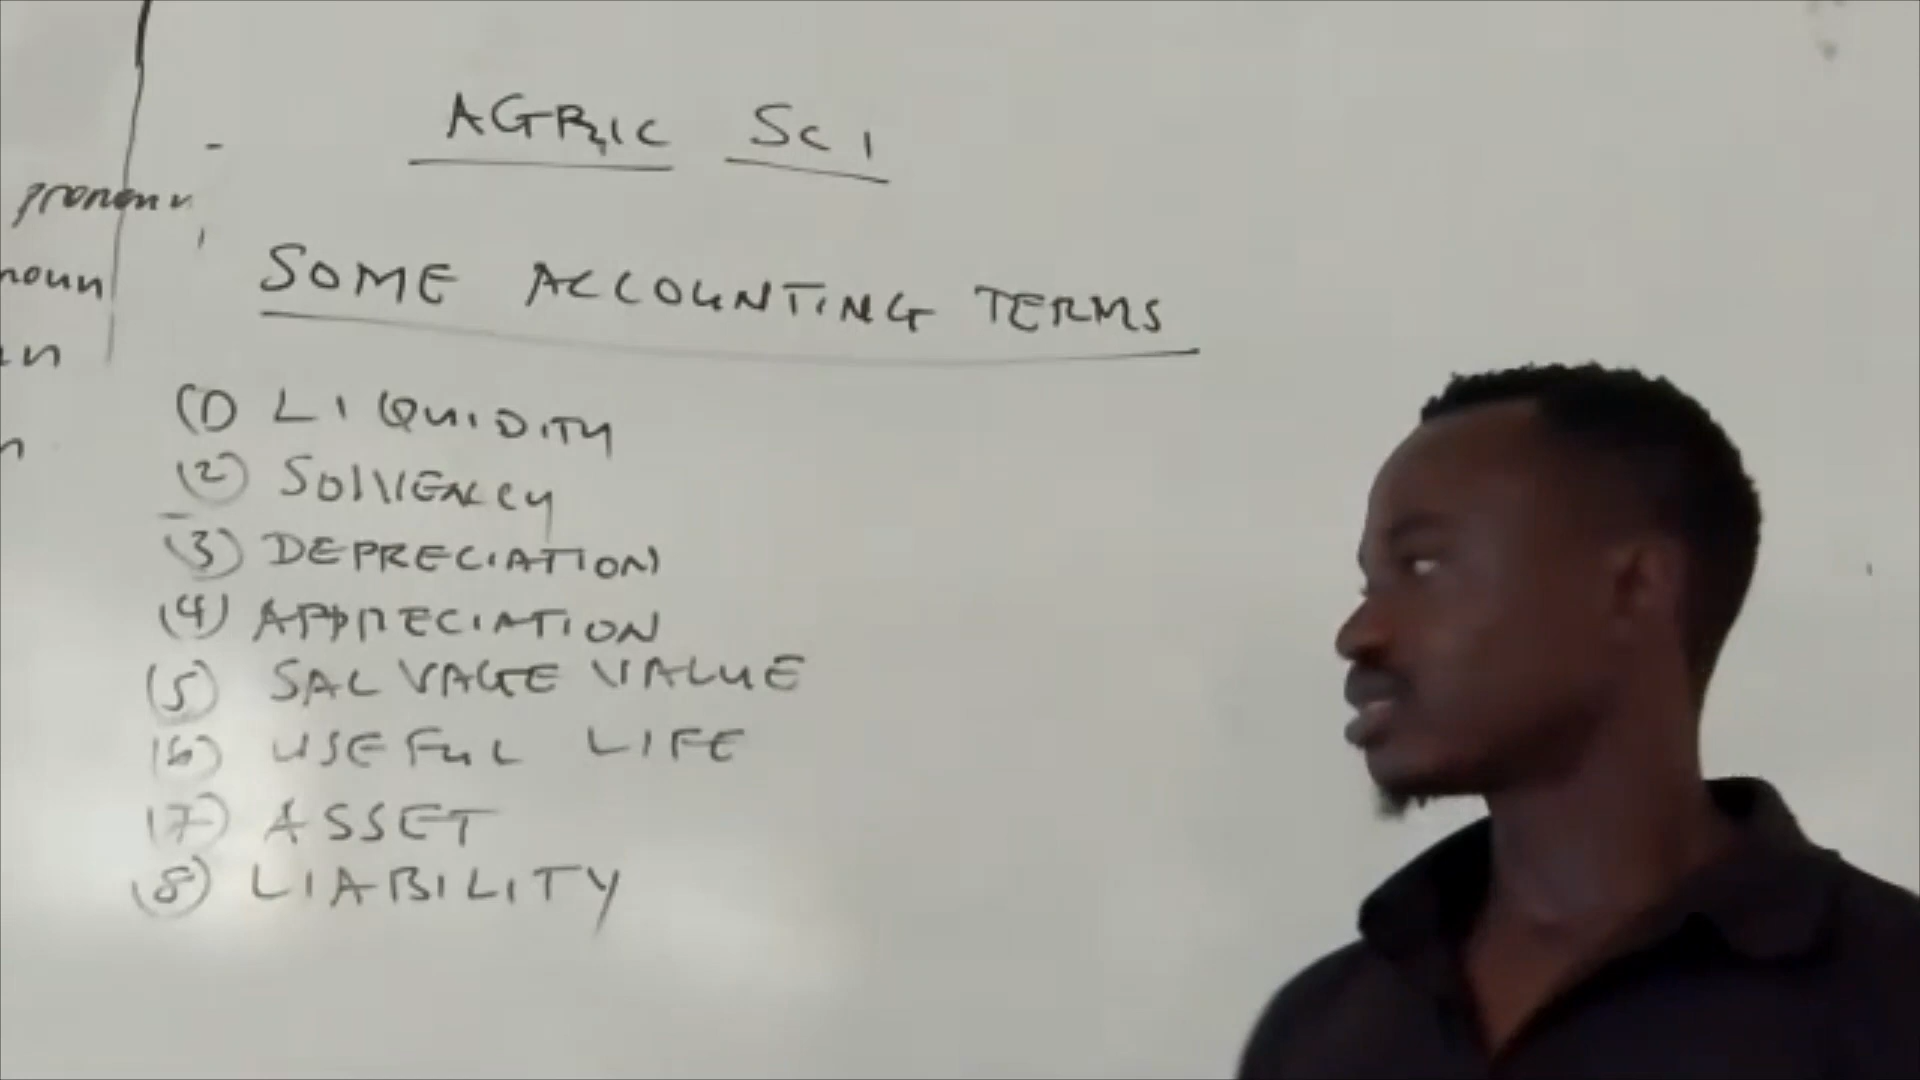 AGRIC SCI
SOME ACCOUNTING TERMS
(1) LIQUIDITY
(2) SOLVENCY
(3) DEPRECIATION
(4) APPRECIATION
(5) SALVAGE VALUE
(6) USEFUL LIFE
(7) ASSET
(8) LIABILITY
noun